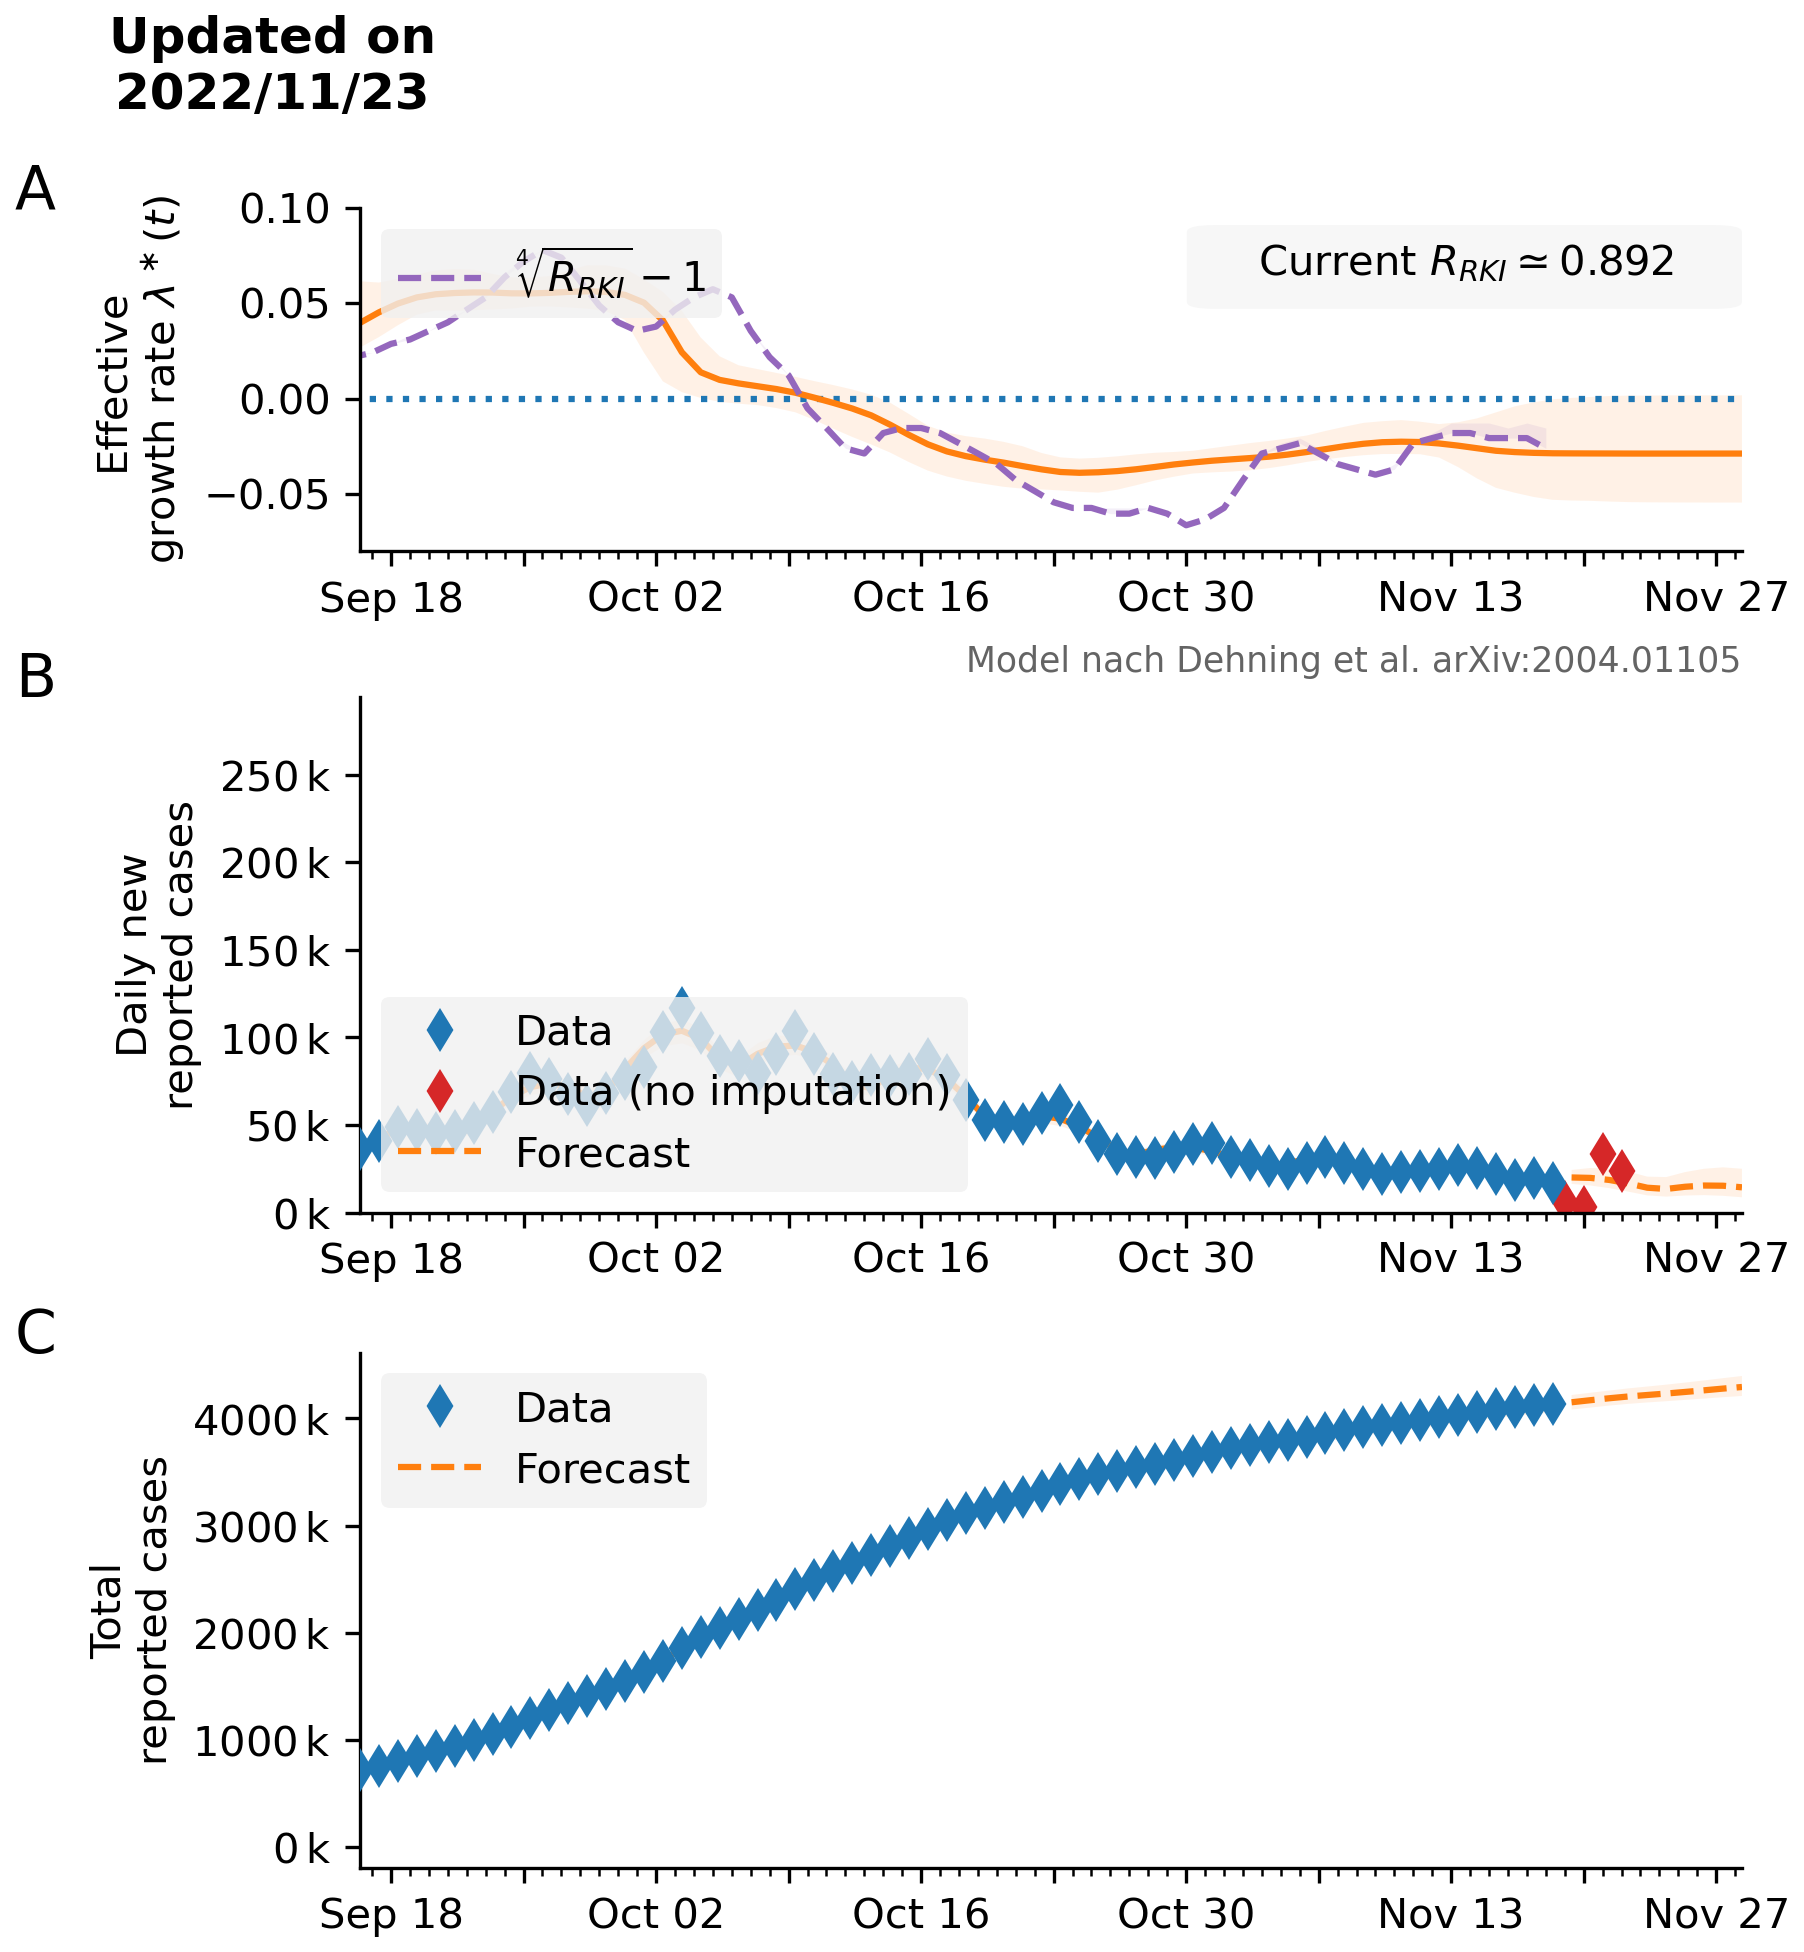 Updated on
2022/11/23
A
Effective
growth rate λ * (t)
0.10
0.05
0.00
−0.05
∜R_RKI − 1
Current R_RKI ≃ 0.892
Sep 18 Oct 02 Oct 16 Oct 30 Nov 13 Nov 27
Model nach Dehning et al. arXiv:2004.01105
B
Daily new
reported cases
250 k
200 k
150 k
100 k
50 k
0 k
Data
Data (no imputation)
Forecast
Sep 18 Oct 02 Oct 16 Oct 30 Nov 13 Nov 27
C
Total
reported cases
4000 k
3000 k
2000 k
1000 k
0 k
Data
Forecast
Sep 18 Oct 02 Oct 16 Oct 30 Nov 13 Nov 27